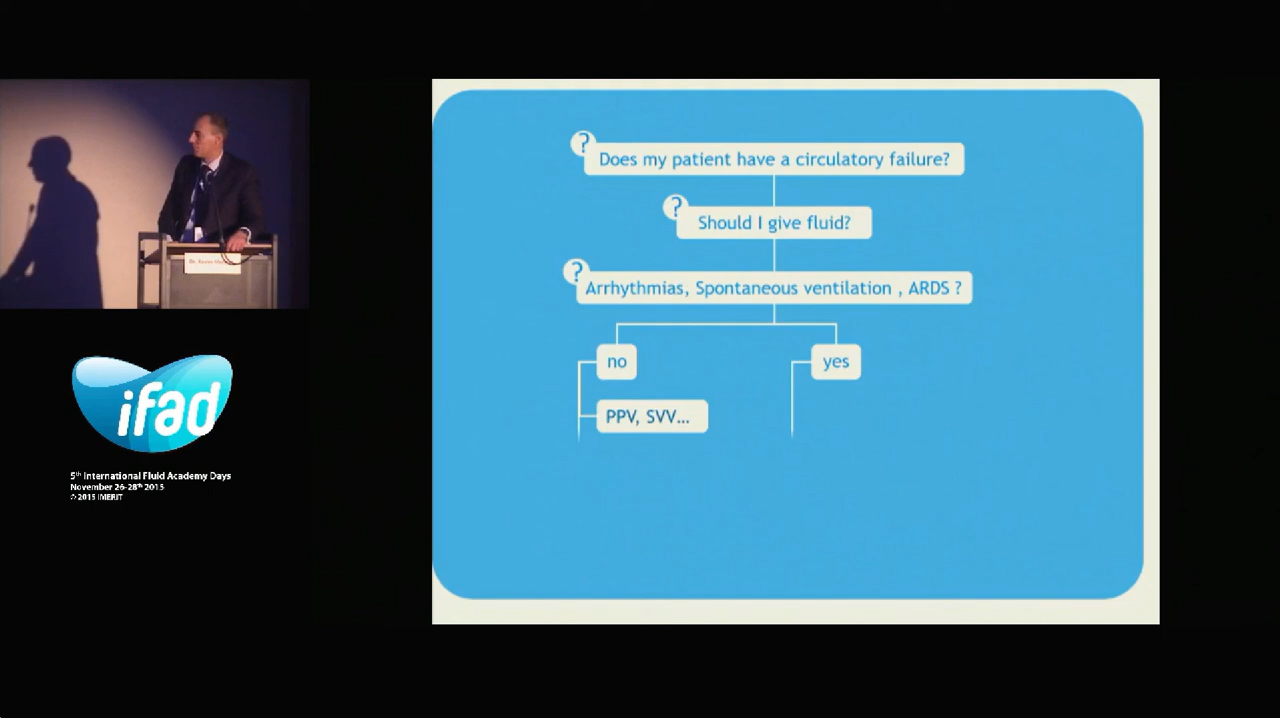 ?
Does my patient have a circulatory failure?
?
Should I give fluid?
?
Arrhythmias, Spontaneous ventilation , ARDS ?
no
yes
PPV, SVV...
Dr.
ifad
5th International Fluid Academy Days
November 26-28th 2015
© 2015 IMERIT